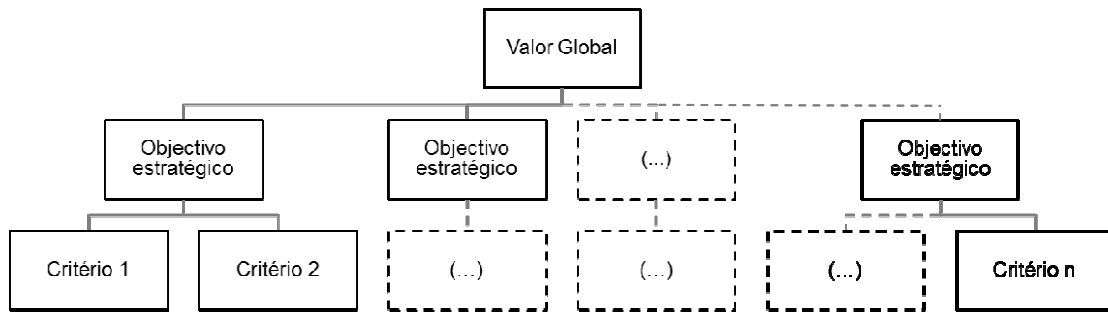 Valor Global
Objectivo
estratégico
Objectivo
estratégico
(...)
Objectivo
estratégico
Critério 1
Critério 2
(...)
(...)
(...)
Critério n